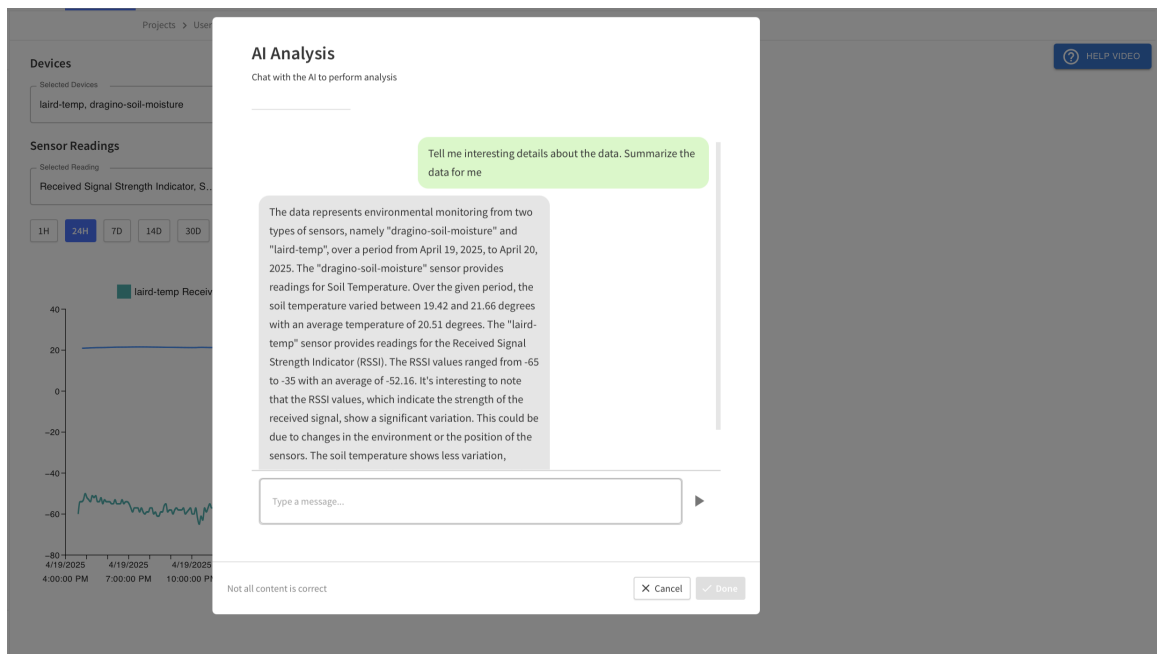 Projects > User
HELP VIDEO
Devices
Selected Devices
laird-temp, dragino-soil-moisture
Sensor Readings
Selected Reading
Received Signal Strength Indicator, S...
1H 24H 7D 14D 30D
laird-temp Receiv
40
20
0
−20
−40
−60
−80
4/19/2025 4/19/2025 4/19/2025
4:00:00 PM 7:00:00 PM 10:00:00 PM
AI Analysis
Chat with the AI to perform analysis
Tell me interesting details about the data. Summarize the
data for me
The data represents environmental monitoring from two
types of sensors, namely "dragino-soil-moisture" and
"laird-temp", over a period from April 19, 2025, to April 20,
2025. The "dragino-soil-moisture" sensor provides
readings for Soil Temperature. Over the given period, the
soil temperature varied between 19.42 and 21.66 degrees
with an average temperature of 20.51 degrees. The "laird-
temp" sensor provides readings for the Received Signal
Strength Indicator (RSSI). The RSSI values ranged from -65
to -35 with an average of -52.16. It's interesting to note
that the RSSI values, which indicate the strength of the
received signal, show a significant variation. This could be
due to changes in the environment or the position of the
sensors. The soil temperature shows less variation,
Type a message...
Not all content is correct
Cancel
Done